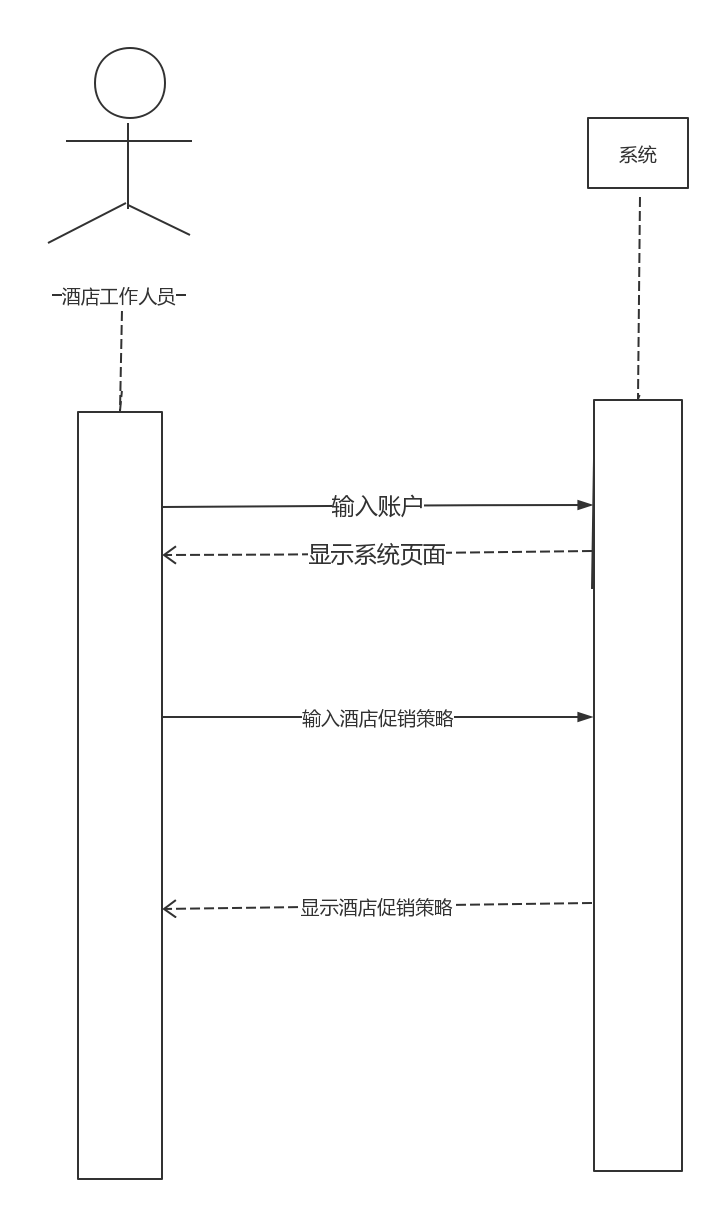 系统
酒店工作人员
输入账户
显示系统页面
输入酒店促销策略
显示酒店促销策略